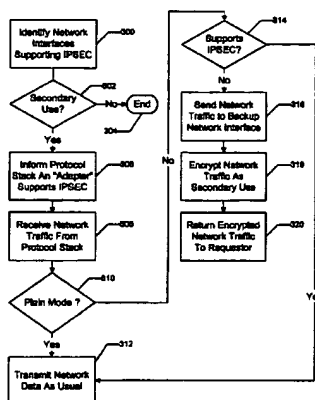 Identify Network
Interfaces
Supporting IPSEC
300
Secondary
Use?
302
No
End
304
Yes
Inform Protocol
Stack An "Adapter"
Supports IPSEC
306
Receive Network
Traffic From
Protocol Stack
308
Plain Mode ?
310
No
Yes
Transmit Network
Data As Usual
312
Supports
IPSEC?
314
No
Send Network
Traffic to Backup
Network Interface
316
Encrypt Network
Traffic As
Secondary Use
318
Return Encrypted
Network Traffic
To Requestor
320